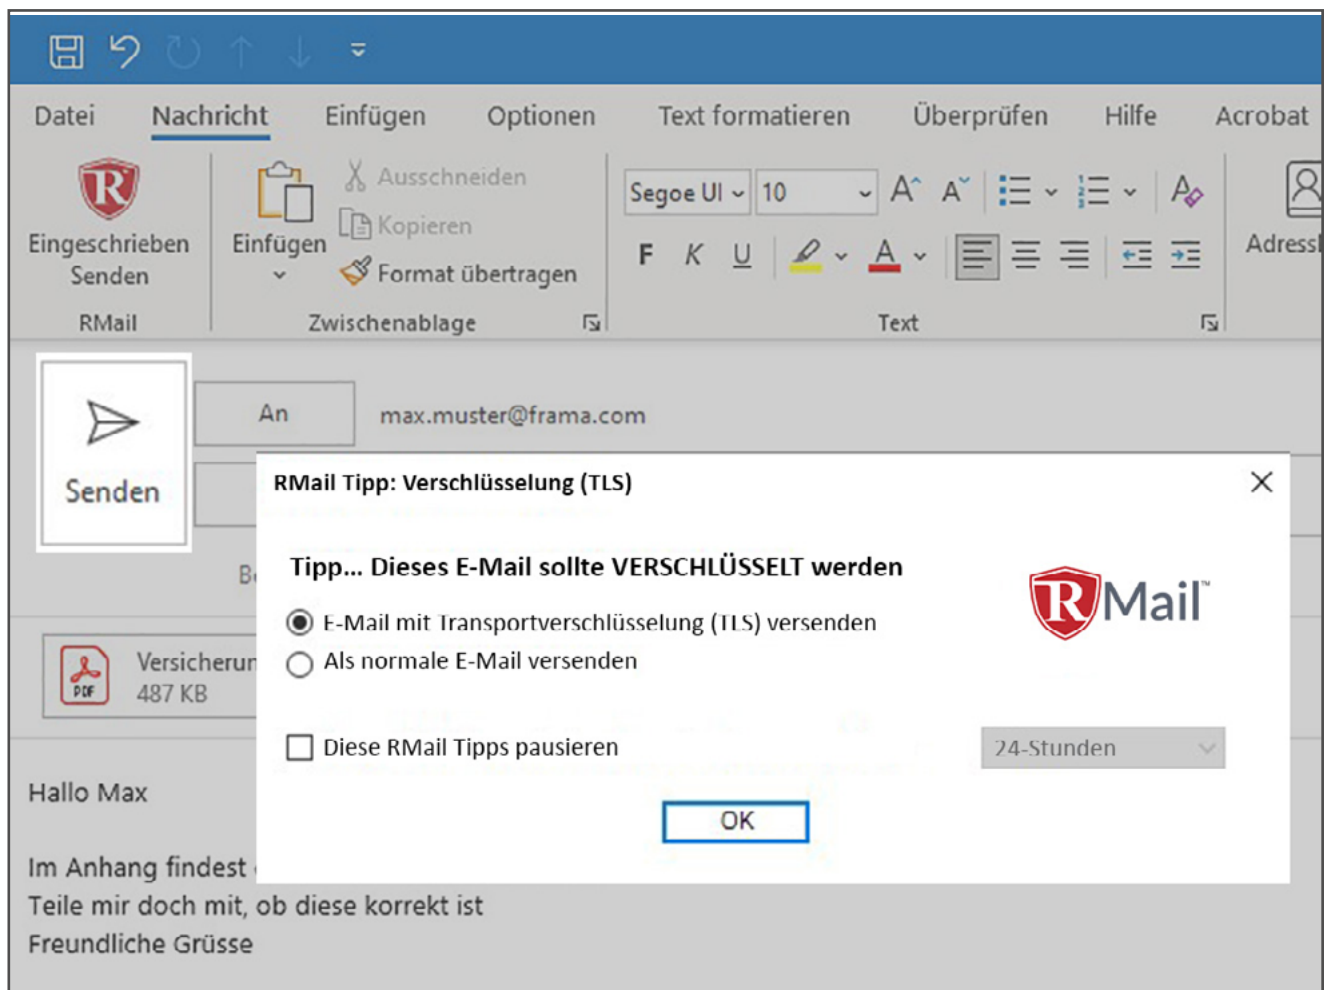 Datei Nachricht Einfügen Optionen Text formatieren Überprüfen Hilfe Acrobat
R
Eingeschrieben
Senden
RMail
Einfügen
Ausschneiden
Kopieren
Format übertragen
Zwischenablage
Segoe UI 10 A A
F K U A
Text
Senden
An
max.muster@frama.com
RMail Tipp: Verschlüsselung (TLS)
Tipp... Dieses E-Mail sollte VERSCHLÜSSELT werden
E-Mail mit Transportverschlüsselung (TLS) versenden
Als normale E-Mail versenden
RMail™
Diese RMail Tipps pausieren
24-Stunden
OK
PDF
487 KB
Hallo Max
Im Anhang findest
Teile mir doch mit, ob diese korrekt ist
Freundliche Grüsse